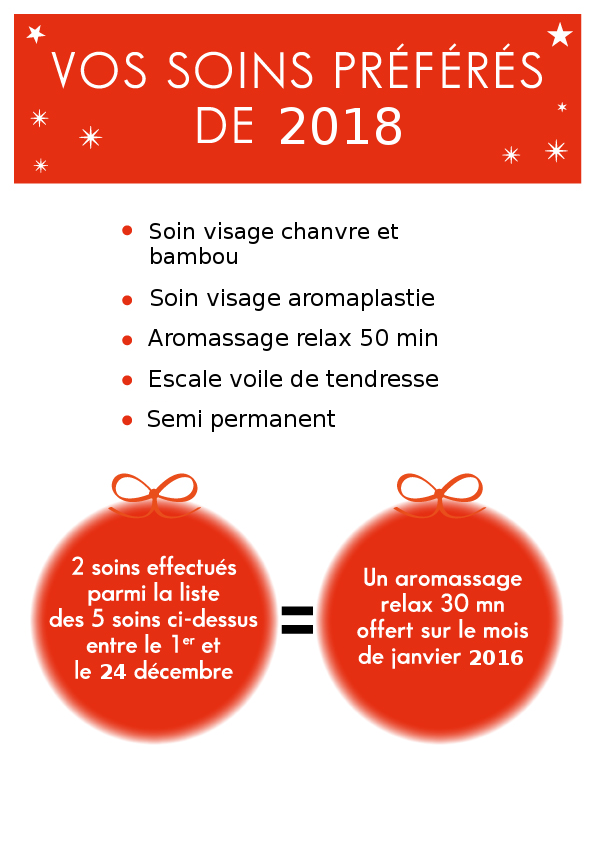 VOS SOINS PRÉFÉRÉS
DE 2018
Soin visage chanvre et
bambou
Soin visage aromaplastie
Aromassage relax 50 min
Escale voile de tendresse
Semi permanent
2 soins effectués
parmi la liste
des 5 soins ci-dessus
entre le 1er et
le 24 décembre
=
Un aromassage
relax 30 mn
offert sur le mois
de janvier 2016